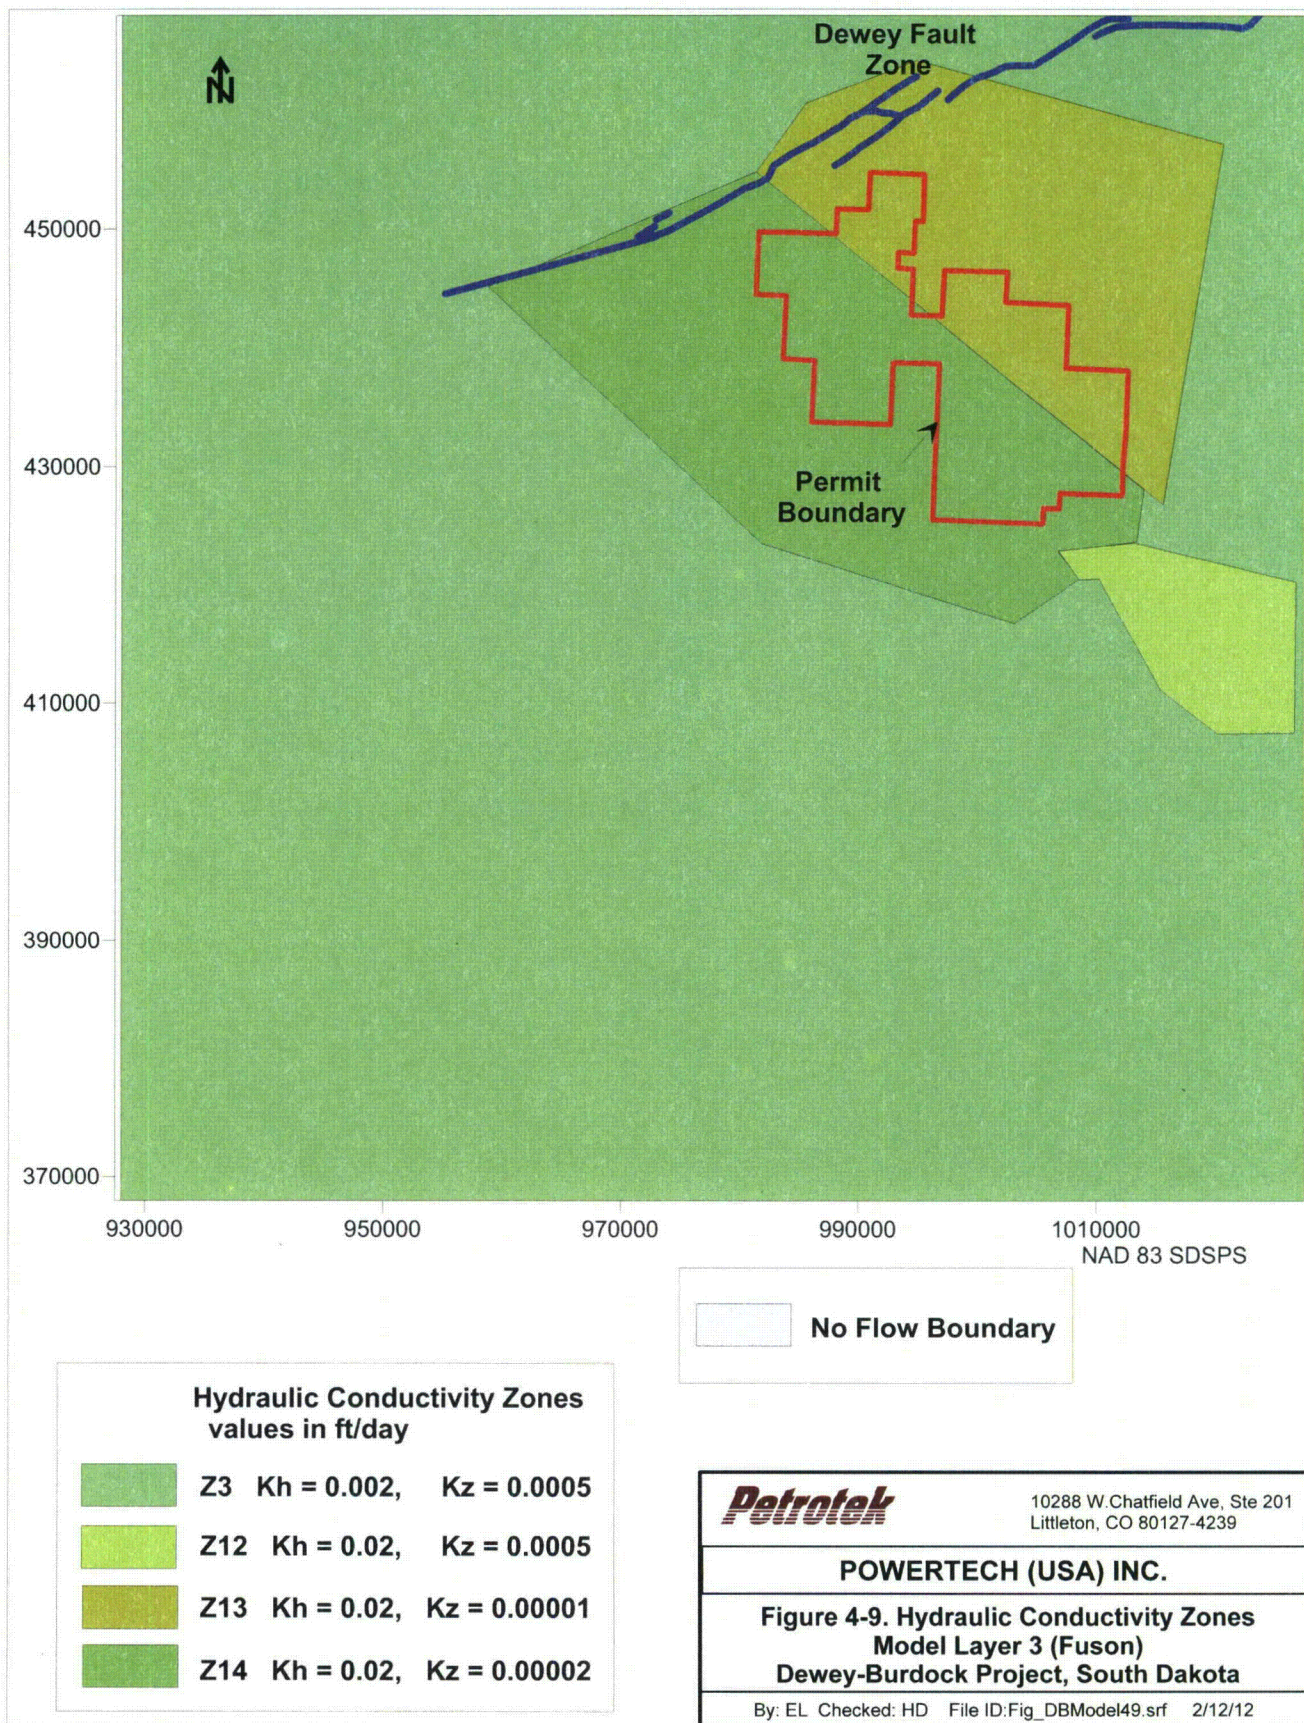 Dewey Fault
Zone
N
450000
430000
410000
390000
370000
Permit
Boundary
930000
950000
970000
990000
1010000
NAD 83 SDSPS
No Flow Boundary
Hydraulic Conductivity Zones
values in ft/day
Z3 Kh = 0.002, Kz = 0.0005
Z12 Kh = 0.02, Kz = 0.0005
Z13 Kh = 0.02, Kz = 0.00001
Z14 Kh = 0.02, Kz = 0.00002
Petrotek
10288 W.Chatfield Ave, Ste 201
Littleton, CO 80127-4239
POWERTECH (USA) INC.
Figure 4-9. Hydraulic Conductivity Zones
Model Layer 3 (Fuson)
Dewey-Burdock Project, South Dakota
By: EL Checked: HD File ID:Fig_DBModel49.srf 2/12/12